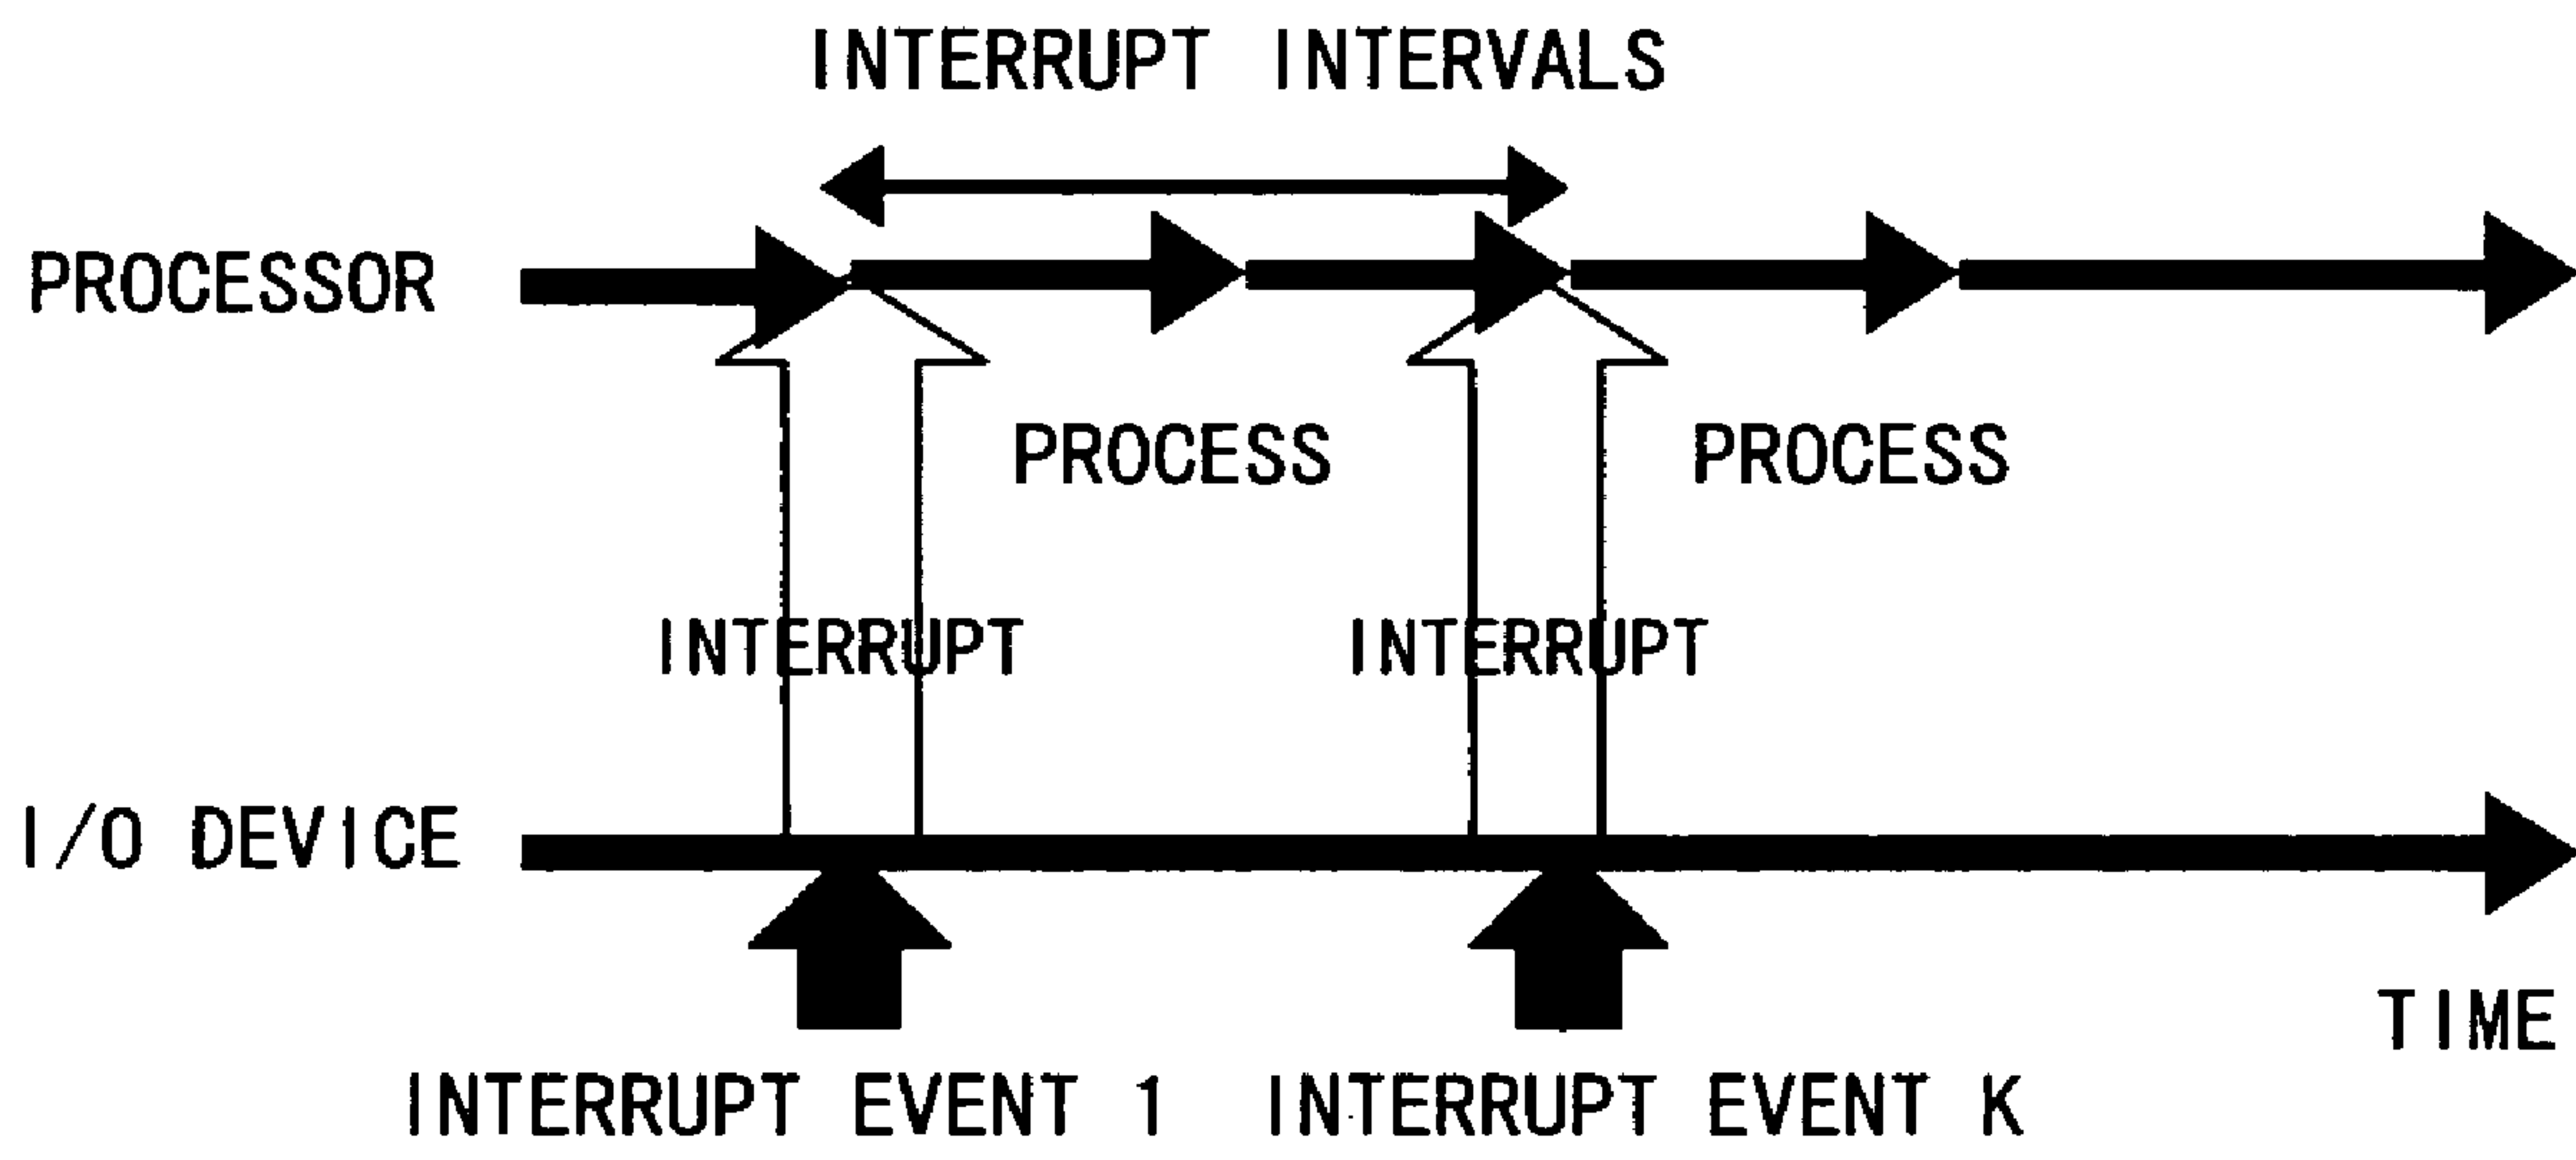 INTERRUPT INTERVALS
PROCESSOR
PROCESS PROCESS
INTERRUPT INTERRUPT
I/O DEVICE
TIME
INTERRUPT EVENT 1 INTERRUPT EVENT K